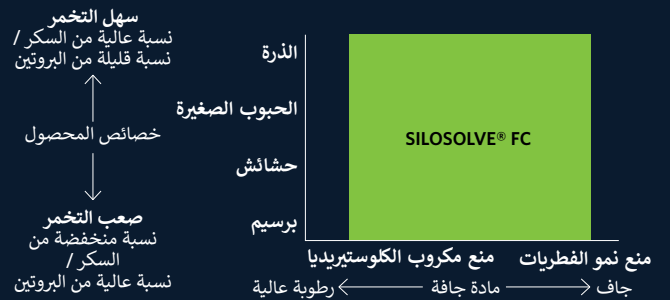 سهل التخمر
نسبة عالية من السكر /
نسبة قليلة من البروتين
خصائص المحصول
صعب التخمر
نسبة منخفضة من
السكر /
نسبة عالية من البروتين
الذرة
الحبوب الصغيرة
حشائش
برسيم
SILOSOLVE® FC
منع نمو الفطريات
منع مكروب الكلوستيريديا
جاف
مادة جافة
رطوبة عالية